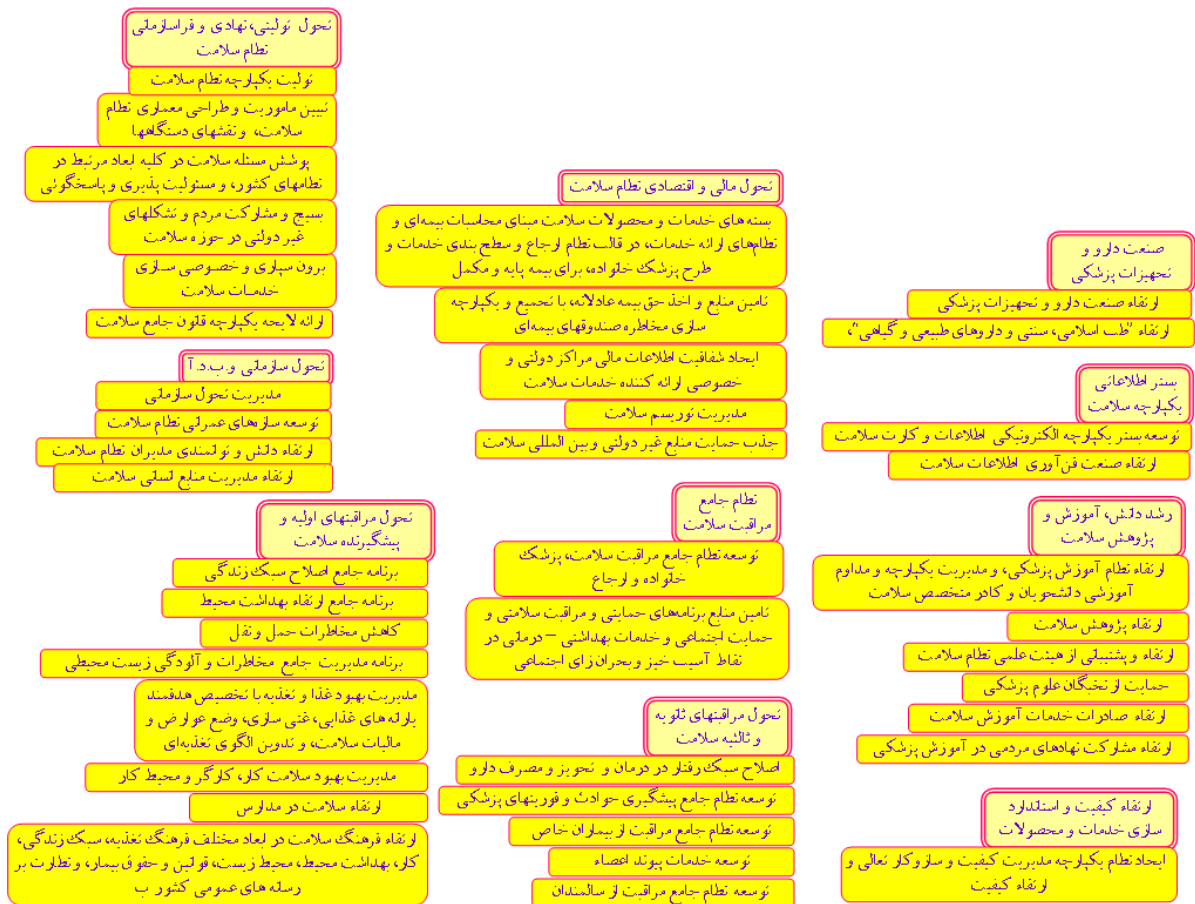 تحول تولیتی، نهادی و فراسازمانی
نظام سلامت
تولیت یکپارچه نظام سلامت
تبیین ماموریت و طراحی معماری نظام
سلامت، و نقشهای دستگاهها
پوشش مسئله سلامت در کلیه ابعاد مرتبط در
نظامهای کشور، و مسئولیت پذیری و پاسخگوئی
بسیج و مشارکت مردم و تشکلهای
غیر دولتی در حوزه سلامت
برون سپاری و خصوصی سازی
خدمات سلامت
ارائه لایحه یکپارچه قانون جامع سلامت
تحول سازمانی و.ب.د.آ
مدیریت تحول سازمانی
توسعه سازه‌های عمرانی نظام سلامت
ارتقاء دانش و توانمندی مدیران نظام سلامت
ارتقاء مدیریت منابع انسانی سلامت
تحول مراقبتهای اولیه و
پیشگیرنده سلامت
برنامه جامع اصلاح سبک زندگی
برنامه جامع ارتقاء بهداشت محیط
کاهش مخاطرات حمل ونقل
برنامه مدیریت جامع مخاطرات و آلودگی زیست محیطی
مدیریت بهبود غذا و تغذیه با تخصیص هدفمند
یارانه های غذایی، غنی سازی، وضع عوارض و
مالیات سلامت، و تدوین الگوی تغذیه‌ای
مدیریت بهبود سلامت کار، کارگر و محیط کار
ارتقاء سلامت در مدارس
ارتقاء فرهنگ سلامت در ابعاد مختلف فرهنگ تغذیه، سبک زندگی،
کار، بهداشت محیط، محیط زیست، قوانین و حقوق بیمار، و نظارت بر
رسانه های عمومی کشور ب
تحول مالی و اقتصادی نظام سلامت
بسته های خدمات و محصولات سلامت مبنای محاسبات بیمه‌ای و
نظام‌های ارائه خدمات، در قالب نظام ارجاع و سطح بندی خدمات و
طرح پزشک خانواده، برای بیمه پایه و مکمل
تامین منابع و اخذ حق بیمه عادلانه، با تجمیع و یکپارچه
سازی مخاطره صندوقهای بیمه‌ای
ایجاد شفافیت اطلاعات مالی مراکز دولتی و
خصوصی ارائه کننده خدمات سلامت
مدیریت توریسم سلامت
جذب حمایت منابع غیر دولتی و بین المللی سلامت
نظام جامع
مراقبت سلامت
توسعه نظام جامع مراقبت سلامت، پزشک
خانواده و ارجاع
تامین منابع برنامه‌های حمایتی و مراقبت سلامتی و
حمایت اجتماعی و خدمات بهداشتی – درمانی در
نقاط آسیب خیز و بحران زای اجتماعی
تحول مراقبتهای ثانویه
و ثالثیه سلامت
اصلاح سبک رفتار در درمان و تجویز و مصرف دارو
توسعه نظام جامع پیشگیری حوادث و فوریتهای پزشکی
توسعه نظام جامع مراقبت از بیماران خاص
توسعه خدمات پیوند اعضاء
توسعه نظام جامع مراقبت از سالمندان
صنعت دارو و
تجهیزات پزشکی
ارتقاء صنعت دارو و تجهیزات پزشکی
ارتقاء "طب اسلامی، سنتی و داروهای طبیعی و گیاهی"،
بستر اطلاعاتی
یکپارچه سلامت
توسعه بستر یکپارچه الکترونیکی اطلاعات و کارت سلامت
ارتقاء صنعت فن‌آوری اطلاعات سلامت
رشد دانش، آموزش و
پژوهش سلامت
ارتقاء نظام آموزش پزشکی، و مدیریت یکپارچه و مداوم
آموزشی دانشجویان و کادر متخصص سلامت
ارتقاء پژوهش سلامت
ارتقاء و پشتیبانی از هیئت علمی نظام سلامت
حمایت از نخبگان علوم پزشکی
ارتقاء صادرات خدمات آموزش سلامت
ارتقاء مشارکت نهادهای مردمی در آموزش پزشکی
ارتقاء کیفیت و استاندارد
سازی خدمات و محصولات
ایجاد نظام یکپارچه مدیریت کیفیت و سازوکار تعالی و
ارتقاء کیفیت